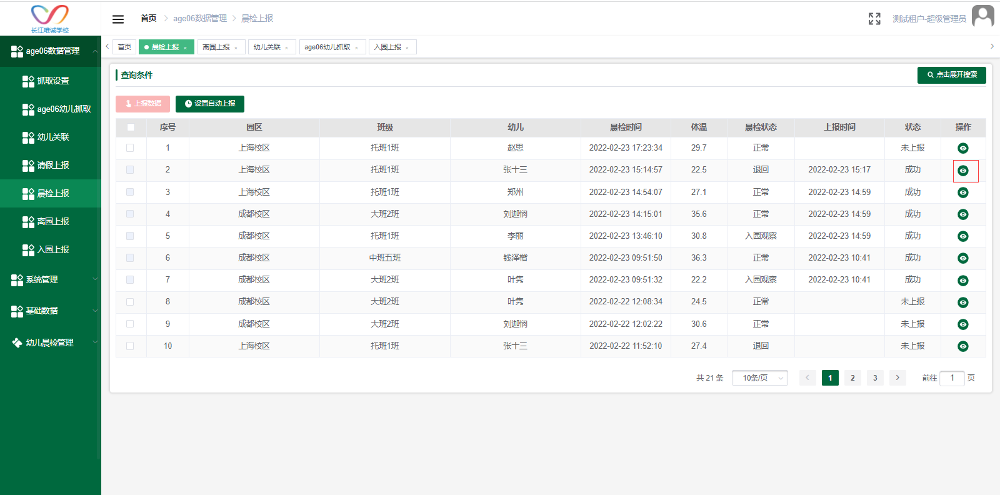 长江唯诚学校
首页 > age06数据管理 > 晨检上报
测试租户-超级管理员
首页 晨检上报 × 离园上报 × 幼儿关联 × age06幼儿抓取 × 入园上报 ×
age06数据管理
抓取设置
age06幼儿抓取
幼儿关联
请假上报
晨检上报
离园上报
入园上报
系统管理
基础数据
幼儿晨检管理
查询条件
点击展开搜索
上报数据 设置自动上报
序号 园区 班级 幼儿 晨检时间 体温 晨检状态 上报时间 状态 操作
1 上海校区 托班1班 赵思 2022-02-23 17:23:34 29.7 正常 未上报
2 上海校区 托班1班 张十三 2022-02-23 15:14:57 22.5 退回 2022-02-23 15:17 成功
3 上海校区 托班1班 郑州 2022-02-23 14:54:07 27.1 正常 2022-02-23 14:59 成功
4 成都校区 大班2班 刘迦悯 2022-02-23 14:15:01 35.6 正常 2022-02-23 14:59 成功
5 成都校区 托班1班 李丽 2022-02-23 13:46:10 30.8 入园观察 2022-02-23 14:59 成功
6 成都校区 中班五班 钱泽楷 2022-02-23 09:51:50 36.3 正常 2022-02-23 10:41 成功
7 成都校区 大班2班 叶隽 2022-02-23 09:51:32 22.2 入园观察 2022-02-23 10:41 成功
8 成都校区 大班2班 叶隽 2022-02-22 12:08:34 24.5 正常 未上报
9 成都校区 大班2班 刘迦悯 2022-02-22 12:02:22 30.6 正常 未上报
10 上海校区 托班1班 张十三 2022-02-22 11:52:10 27.4 退回 未上报
共 21 条 10条/页 < 1 2 3 > 前往 1 页